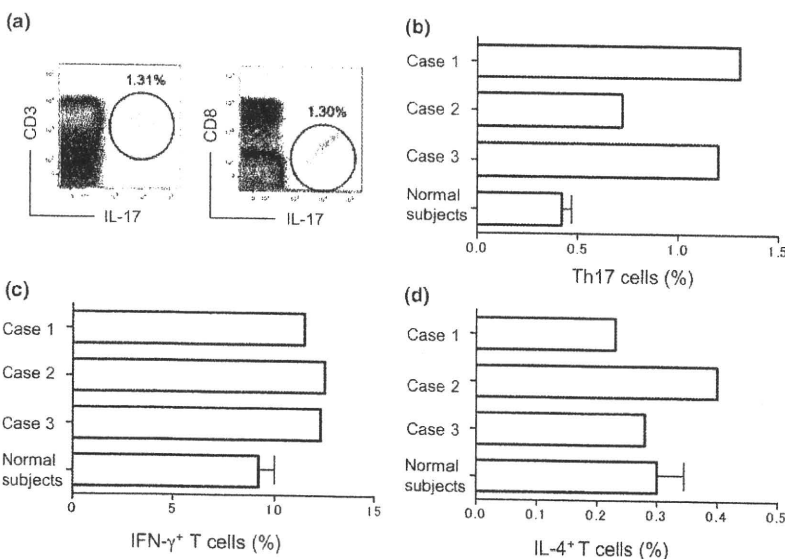 (a)
1.31%
CD3
IL-17
1.30%
CD8
IL-17
(b)
Case 1
Case 2
Case 3
Normal
subjects
0.0 0.5 1.0 1.5
Th17 cells (%)
(c)
Case 1
Case 2
Case 3
Normal
subjects
0 5 10 15
IFN-γ⁺ T cells (%)
(d)
Case 1
Case 2
Case 3
Normal
subjects
0.0 0.1 0.2 0.3 0.4 0.5
IL-4⁺ T cells (%)